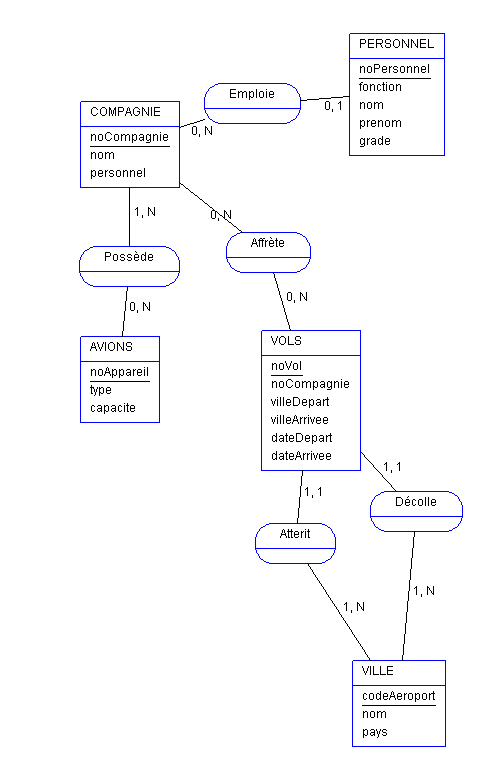 PERSONNEL
noPersonnel
fonction
nom
prenom
grade
Emploie
0, 1
0, N
COMPAGNIE
noCompagnie
nom
personnel
1, N
0, N
Affrète
Possède
0, N
0, N
AVIONS
noAppareil
type
capacite
VOLS
noVol
noCompagnie
villeDepart
villeArrivee
dateDepart
dateArrivee
1, 1
1, 1
Décolle
Atterit
1, N
1, N
VILLE
codeAeroport
nom
pays